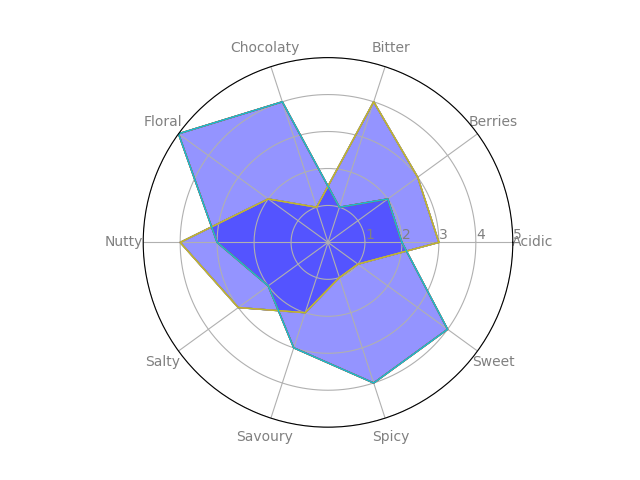 Chocolaty Bitter
Floral Berries
Nutty 1 2 3 4 5 Acidic
Salty Sweet
Savoury Spicy